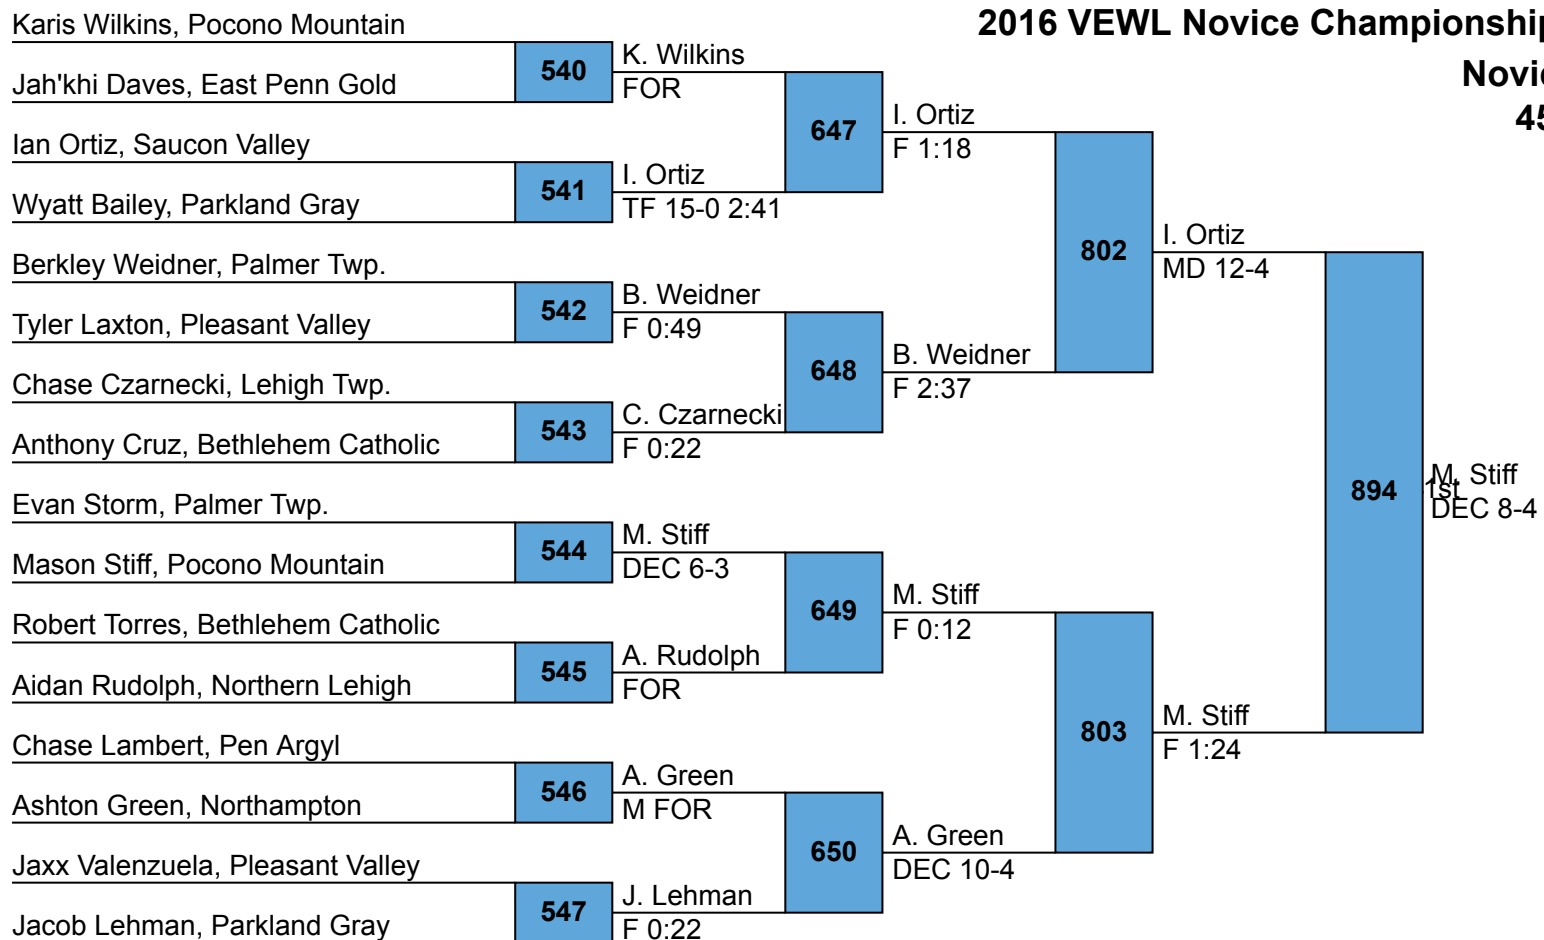 Karis Wilkins, Pocono Mountain
2016 VEWL Novice Championship
K. Wilkins
540
Jah'khi Daves, East Penn Gold
FOR
Novic
I. Ortiz
45
647
Ian Ortiz, Saucon Valley
F 1:18
I. Ortiz
541
Wyatt Bailey, Parkland Gray
TF 15-0 2:41
I. Ortiz
802
Berkley Weidner, Palmer Twp.
MD 12-4
B. Weidner
542
Tyler Laxton, Pleasant Valley
F 0:49
B. Weidner
648
Chase Czarnecki, Lehigh Twp.
F 2:37
C. Czarnecki
543
Anthony Cruz, Bethlehem Catholic
F 0:22
M. Stiff
894
1st
Evan Storm, Palmer Twp.
DEC 8-4
M. Stiff
544
Mason Stiff, Pocono Mountain
DEC 6-3
M. Stiff
649
Robert Torres, Bethlehem Catholic
F 0:12
A. Rudolph
545
Aidan Rudolph, Northern Lehigh
FOR
M. Stiff
803
Chase Lambert, Pen Argyl
F 1:24
A. Green
546
Ashton Green, Northampton
M FOR
A. Green
650
Jaxx Valenzuela, Pleasant Valley
DEC 10-4
J. Lehman
547
Jacob Lehman, Parkland Gray
F 0:22